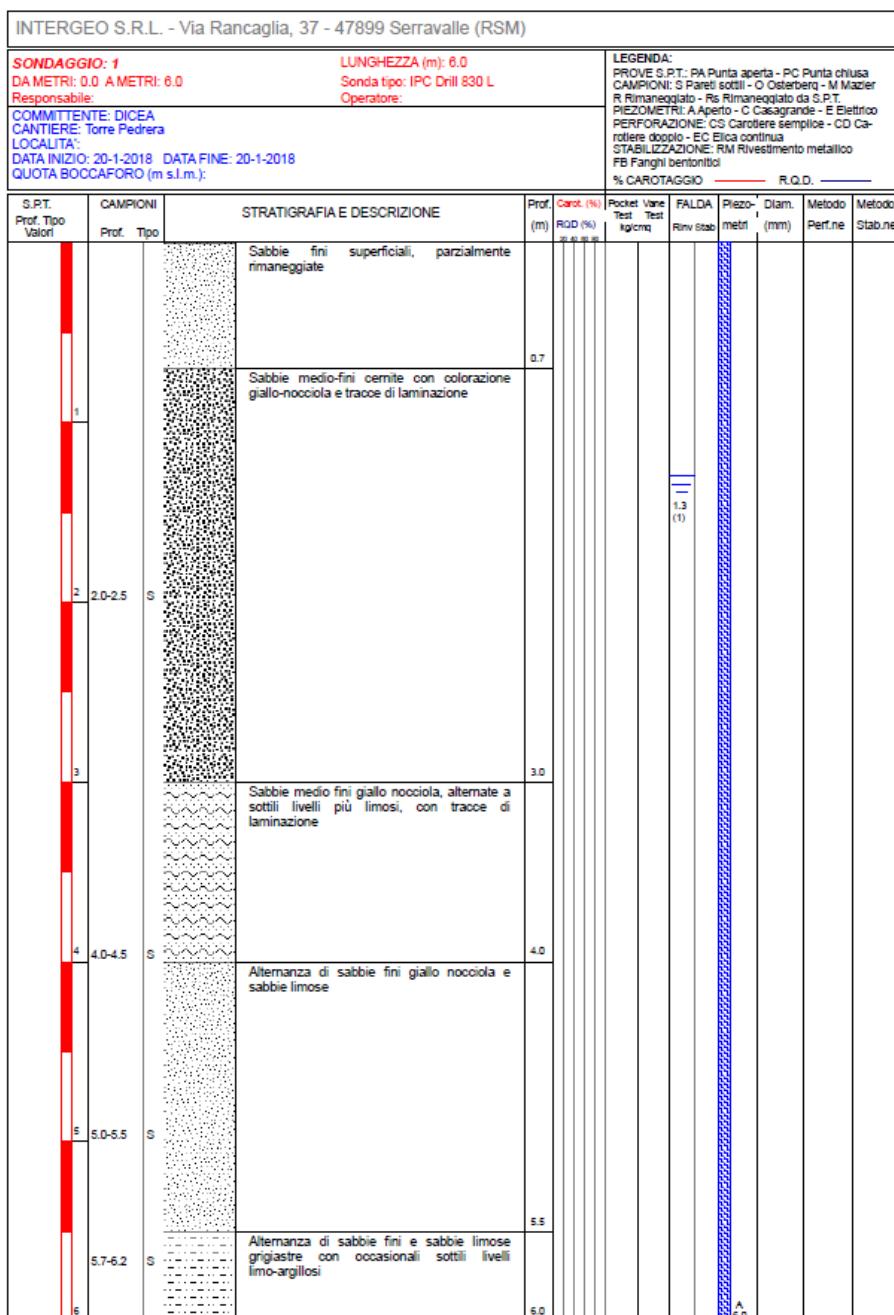 INTERGEO S.R.L. - Via Rancaglia, 37 - 47899 Serravalle (RSM)
SONDAGGIO: 1 LUNGHEZZA (m): 6.0
DA METRI: 0.0 A METRI: 6.0 Sonda tipo: IPC Drill 830 L
Responsabile: Operatore:
COMMITTENTE: DICEA
CANTIERE: Torre Pedrera
LOCALITA':
DATA INIZIO: 20-1-2018 DATA FINE: 20-1-2018
QUOTA BOCCAFORO (m s.l.m.):
LEGENDA:
PROVE S.P.T.: PA Punta aperta - PC Punta chiusa
CAMPIONI: S Pareti sottili - O Osterberg - M Mazier
R Rimaneggiato - Rs Rimaneggiato da S.P.T.
PIEZOMETRI: A Aperto - C Casagrande - E Elettrico
PERFORAZIONE: CS Carotiere semplice - CD Ca-
rotiere doppio - EC Elica continua
STABILIZZAZIONE: RM Rivestimento metallico
FB Fanghi bentonitici
% CAROTAGGIO R.Q.D.
S.P.T. CAMPIONI STRATIGRAFIA E DESCRIZIONE Prof. Carot. (%) Pocket Vane FALDA Piezo- Diam. Metodo Metodo
Prof. Tipo Test Test
Valori Prof. Tipo (m) RQD (%) kg/cmq Rinv Stab metri (mm) Perf.ne Stab.ne
20 40 60 80
Sabbie fini superficiali, parzialmente
rimaneggiate
0.7
Sabbie medio-fini cernite con colorazione
giallo-nocciola e tracce di laminazione
1
1.3
(1)
2 2.0-2.5 S
3 3.0
Sabbie medio fini giallo nocciola, alternate a
sottili livelli più limosi, con tracce di
laminazione
4 4.0-4.5 S 4.0
Alternanza di sabbie fini giallo nocciola e
sabbie limose
5 5.0-5.5 S
5.5
Alternanza di sabbie fini e sabbie limose
grigiastre con occasionali sottili livelli
limo-argillosi
5.7-6.2 S
A
6 6.0